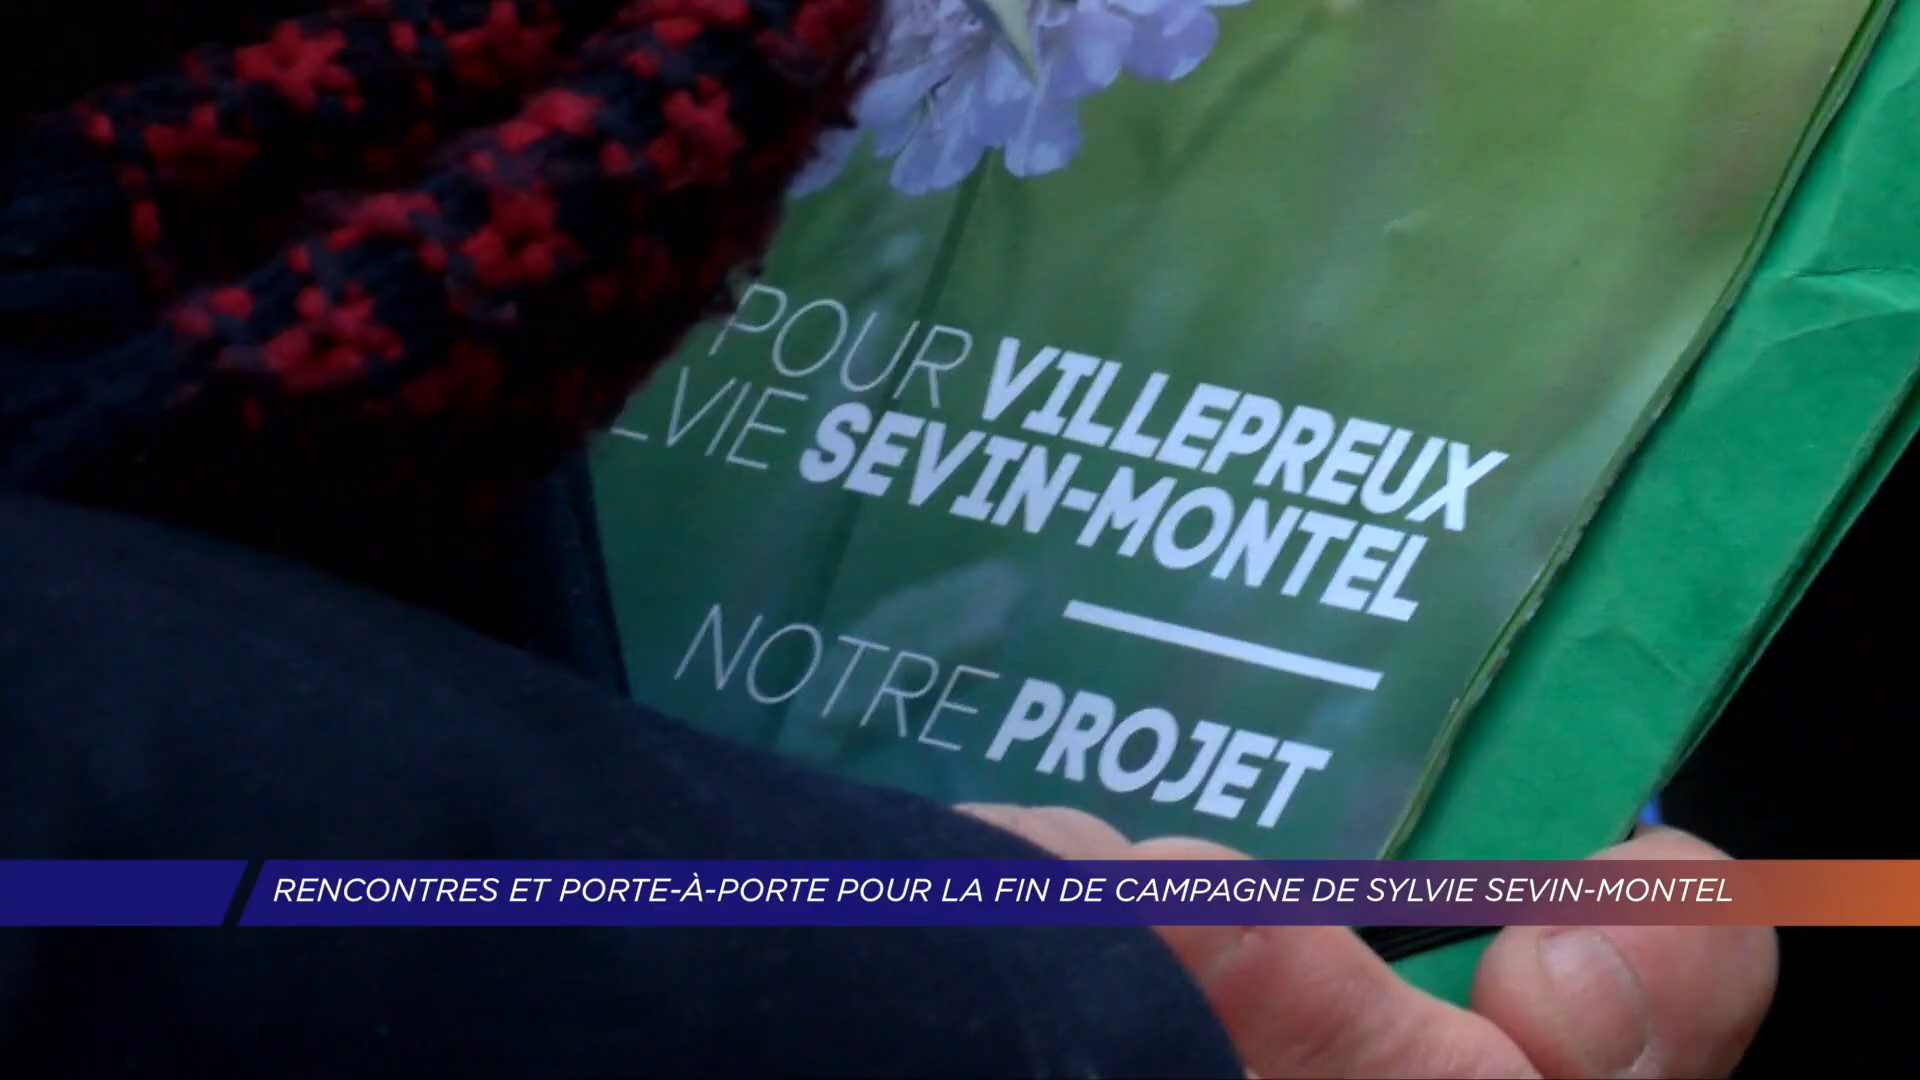 POUR VILLEPREUX
LVIE SEVIN-MONTEL
NOTRE PROJET
RENCONTRES ET PORTE-À-PORTE POUR LA FIN DE CAMPAGNE DE SYLVIE SEVIN-MONTEL